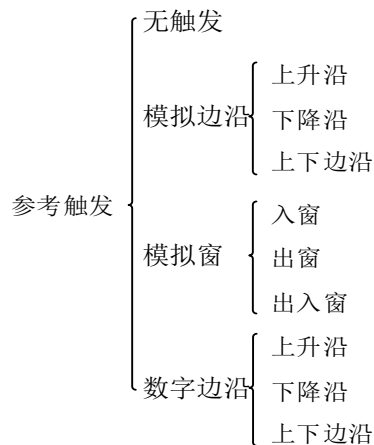 无触发
上升沿
模拟边沿
下降沿
上下边沿
参考触发
入窗
模拟窗
出窗
出入窗
上升沿
数字边沿
下降沿
上下边沿